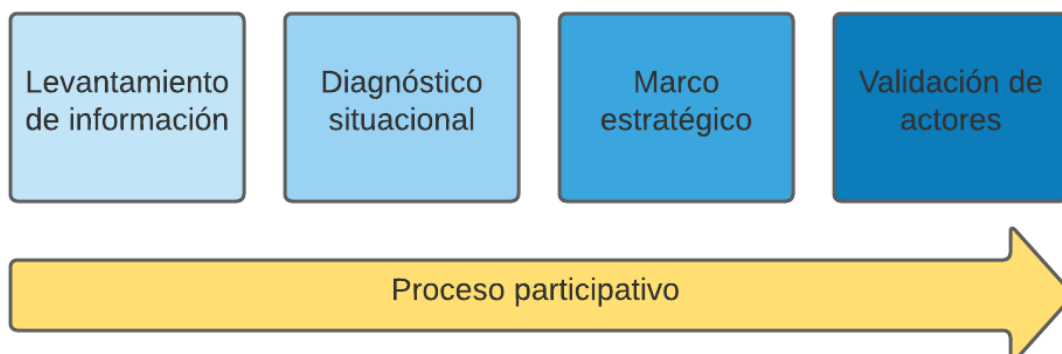 Levantamiento
de información
Diagnóstico
situacional
Marco
estratégico
Validación de
actores
Proceso participativo